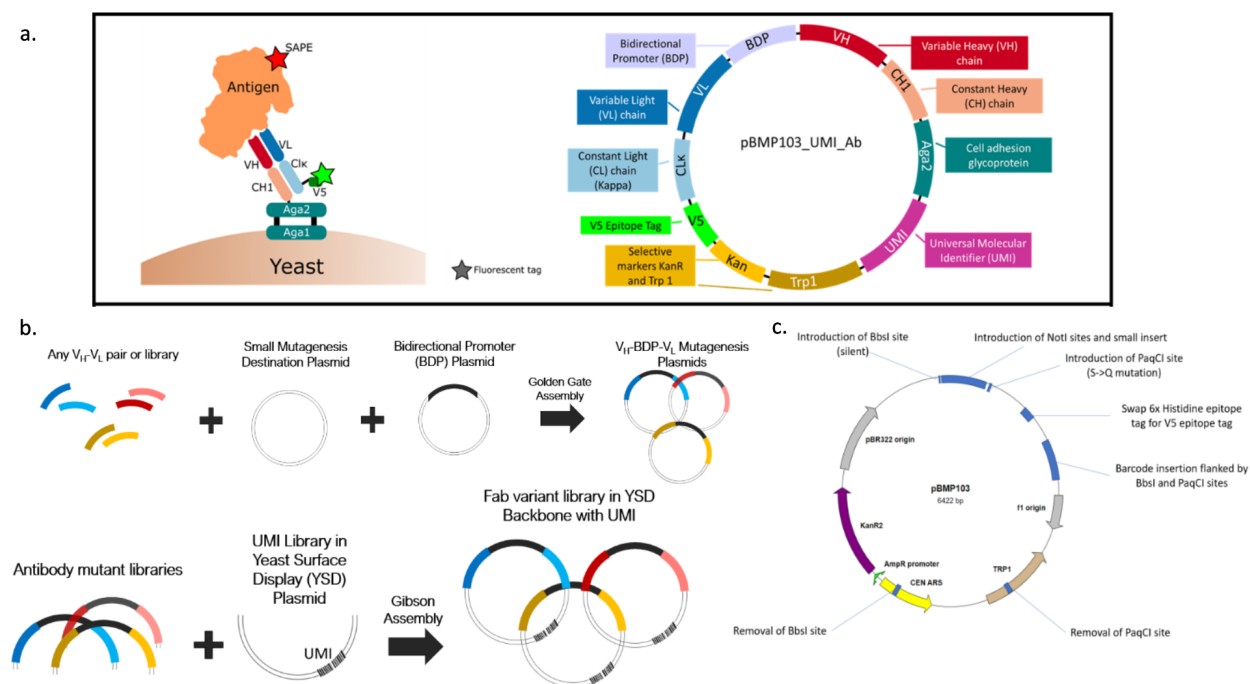 a.
SAPE
Antigen
VL
VH
Clκ
CH1
V5
Aga2
Aga1
Yeast
Fluorescent tag
Bidirectional
Promoter (BDP)
BDP
VH
Variable Heavy (VH)
chain
VL
CH1
Variable Light
(VL) chain
Constant Heavy
(CH) chain
pBMP103_UMI_Ab
Constant Light
(CL) chain
(Kappa)
CLκ
Aga2
Cell adhesion
glycoprotein
V5 Epitope Tag
V5
UMI
Universal Molecular
Identifier (UMI)
Selective
markers KanR
and Trp 1
Kan
Trp1
b.
Any VH-VL pair or library
Small Mutagenesis
Destination Plasmid
Bidirectional Promoter
(BDP) Plasmid
VH-BDP-VL Mutagenesis
Plasmids
+
+
Golden Gate
Assembly
Antibody mutant libraries
+
UMI Library in
Yeast Surface
Display (YSD)
Plasmid
UMI
Gibson
Assembly
Fab variant library in YSD
Backbone with UMI
c.
Introduction of BbsI site
(silent)
Introduction of NotI sites and small insert
Introduction of PaqCI site
(S->Q mutation)
Swap 6x Histidine epitope
tag for V5 epitope tag
pBR322 origin
Barcode insertion flanked by
BbsI and PaqCI sites
pBMP103
6422 bp
KanR2
f1 origin
AmpR promoter
CEN ARS
TRP1
Removal of BbsI site
Removal of PaqCI site